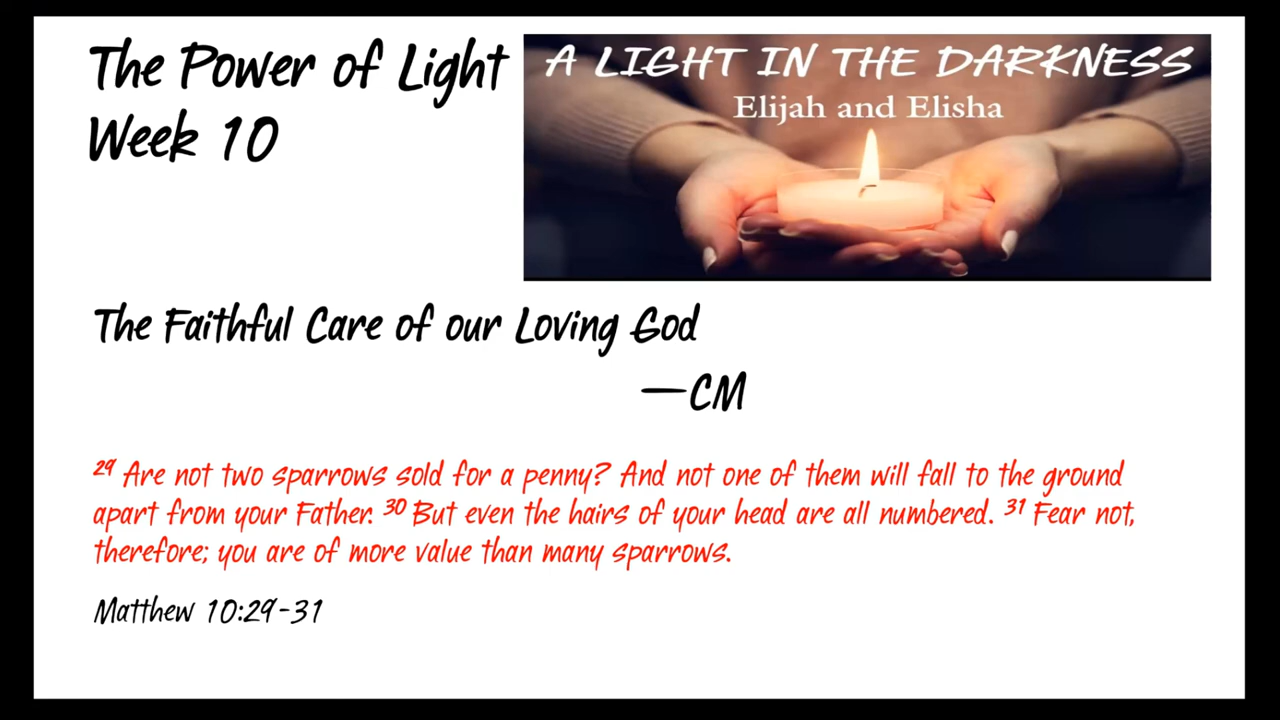 The Power of Light
Week 10
A LIGHT IN THE DARKNESS
Elijah and Elisha
The Faithful Care of our Loving God
—CM
29 Are not two sparrows sold for a penny? And not one of them will fall to the ground
apart from your Father. 30 But even the hairs of your head are all numbered. 31 Fear not,
therefore; you are of more value than many sparrows.
Matthew 10:29-31